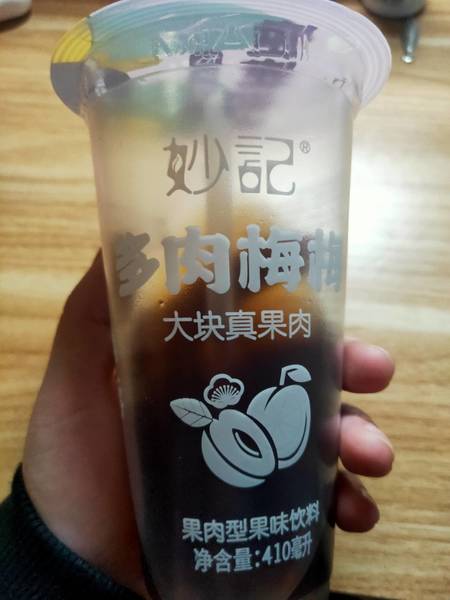 妙記®
多肉梅梅
大块真果肉
果肉型果味饮料
净含量:410毫升